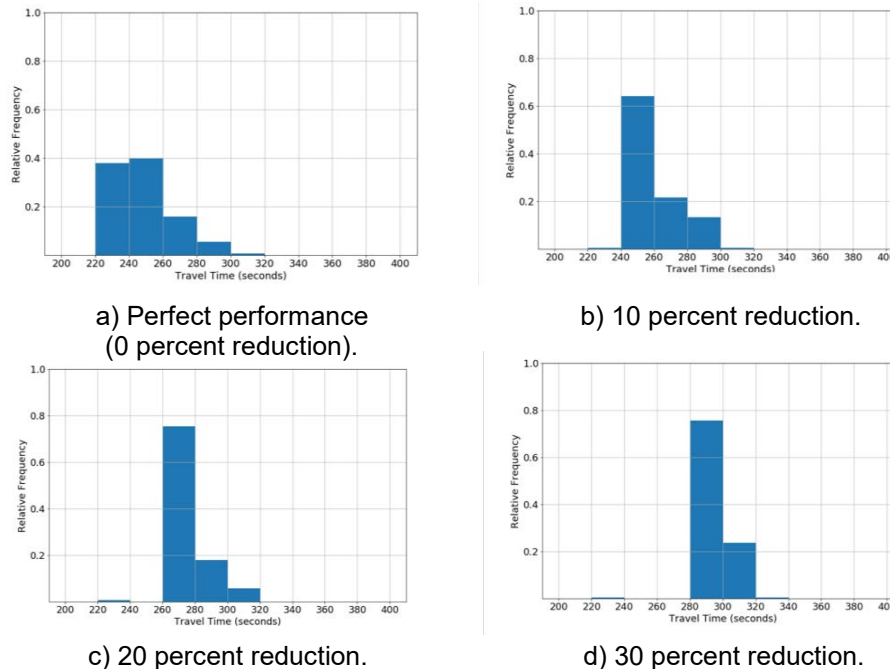 1.0
0.8
0.6
0.4
0.2
Relative Frequency
200 220 240 260 280 300 320 340 360 380 400
Travel Time (seconds)
a) Perfect performance
(0 percent reduction).
1.0
0.8
0.6
0.4
0.2
Relative Frequency
200 220 240 260 280 300 320 340 360 380 400
Travel Time (seconds)
b) 10 percent reduction.
1.0
0.8
0.6
0.4
0.2
Relative Frequency
200 220 240 260 280 300 320 340 360 380 400
Travel Time (seconds)
c) 20 percent reduction.
1.0
0.8
0.6
0.4
0.2
Relative Frequency
200 220 240 260 280 300 320 340 360 380 400
Travel Time (seconds)
d) 30 percent reduction.